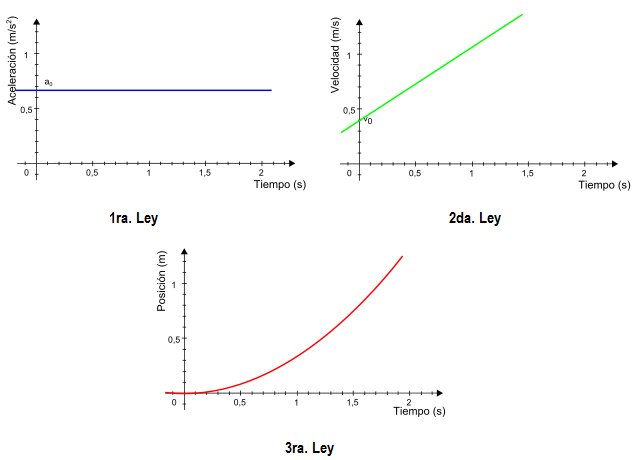 Aceleración (m/s²)
1
a₀
0,5
0
0,5
1
1,5
2
Tiempo (s)
1ra. Ley
Velocidad (m/s)
1
0,5
v₀
0
0,5
1
1,5
2
Tiempo (s)
2da. Ley
Posición (m)
1
0,5
0
0,5
1
1,5
2
Tiempo (s)
3ra. Ley